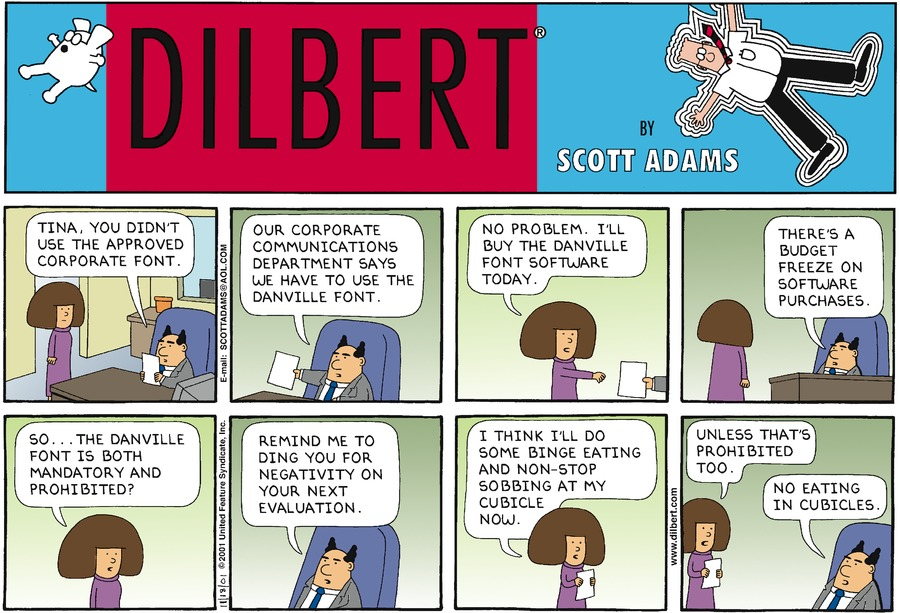 DILBERT®
BY
SCOTT ADAMS
TINA, YOU DIDN'T
USE THE APPROVED
CORPORATE FONT.
E-mail: SCOTTADAMS@AOL.COM
OUR CORPORATE
COMMUNICATIONS
DEPARTMENT SAYS
WE HAVE TO USE THE
DANVILLE FONT.
NO PROBLEM. I'LL
BUY THE DANVILLE
FONT SOFTWARE
TODAY.
THERE'S A
BUDGET
FREEZE ON
SOFTWARE
PURCHASES.
SO...THE DANVILLE
FONT IS BOTH
MANDATORY AND
PROHIBITED?
©2001 United Feature Syndicate, Inc.
REMIND ME TO
DING YOU FOR
NEGATIVITY ON
YOUR NEXT
EVALUATION.
I THINK I'LL DO
SOME BINGE EATING
AND NON-STOP
SOBBING AT MY
CUBICLE
NOW.
www.dilbert.com
UNLESS THAT'S
PROHIBITED
TOO.
NO EATING
IN CUBICLES.